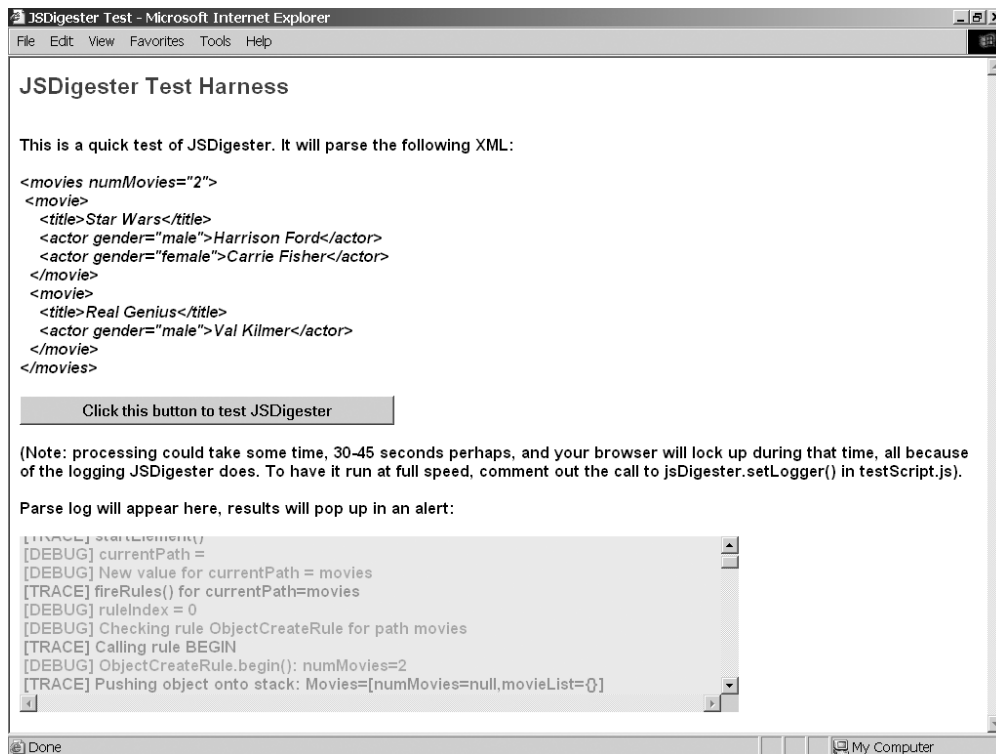 JSDigester Test - Microsoft Internet Explorer
File Edit View Favorites Tools Help
JSDigester Test Harness
This is a quick test of JSDigester. It will parse the following XML:
<movies numMovies="2">
<movie>
<title>Star Wars</title>
<actor gender="male">Harrison Ford</actor>
<actor gender="female">Carrie Fisher</actor>
</movie>
<movie>
<title>Real Genius</title>
<actor gender="male">Val Kilmer</actor>
</movie>
</movies>
Click this button to test JSDigester
(Note: processing could take some time, 30-45 seconds perhaps, and your browser will lock up during that time, all because
of the logging JSDigester does. To have it run at full speed, comment out the call to jsDigester.setLogger() in testScript.js).
Parse log will appear here, results will pop up in an alert:
[TRACE] startElement()
[DEBUG] currentPath =
[DEBUG] New value for currentPath = movies
[TRACE] fireRules() for currentPath=movies
[DEBUG] ruleIndex = 0
[DEBUG] Checking rule ObjectCreateRule for path movies
[TRACE] Calling rule BEGIN
[DEBUG] ObjectCreateRule.begin(): numMovies=2
[TRACE] Pushing object onto stack: Movies=[numMovies=null,movieList={}]
Done
My Computer